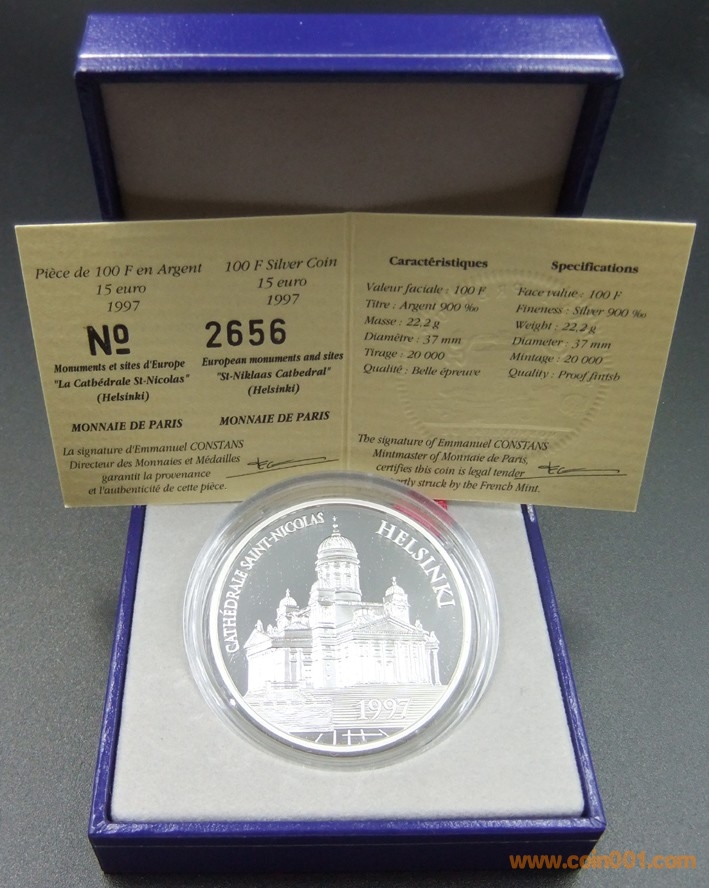 Pièce de 100 F en Argent
15 euro
1997
Nº
Monuments et sites d'Europe
"La Cathédrale St-Nicolas"
(Helsinki)
MONNAIE DE PARIS
100 F Silver Coin
15 euro
1997
2656
European monuments and sites
"St-Niklaas Cathedral"
(Helsinki)
MONNAIE DE PARIS
La signature d'Emmanuel CONSTANS
Directeur des Monnaies et Médailles
garantit la provenance
et l'authenticité de cette pièce.
Caractéristiques
Valeur faciale : 100 F
Titre : Argent 900 ‰
Masse : 22,2 g
Diamètre : 37 mm
Tirage : 20 000
Qualité : Belle épreuve
Specifications
Face value : 100 F
Fineness : Silver 900 ‰
Weight : 22,2 g
Diameter : 37 mm
Mintage : 20 000
Quality : Proof finish
The signature of Emmanuel CONSTANS
Mintmaster of Monnaie de Paris,
certifies this coin is legal tender
struck by the French Mint.
CATHÉDRALE SAINT-NICOLAS
HELSINKI
1997
www.coin001.com